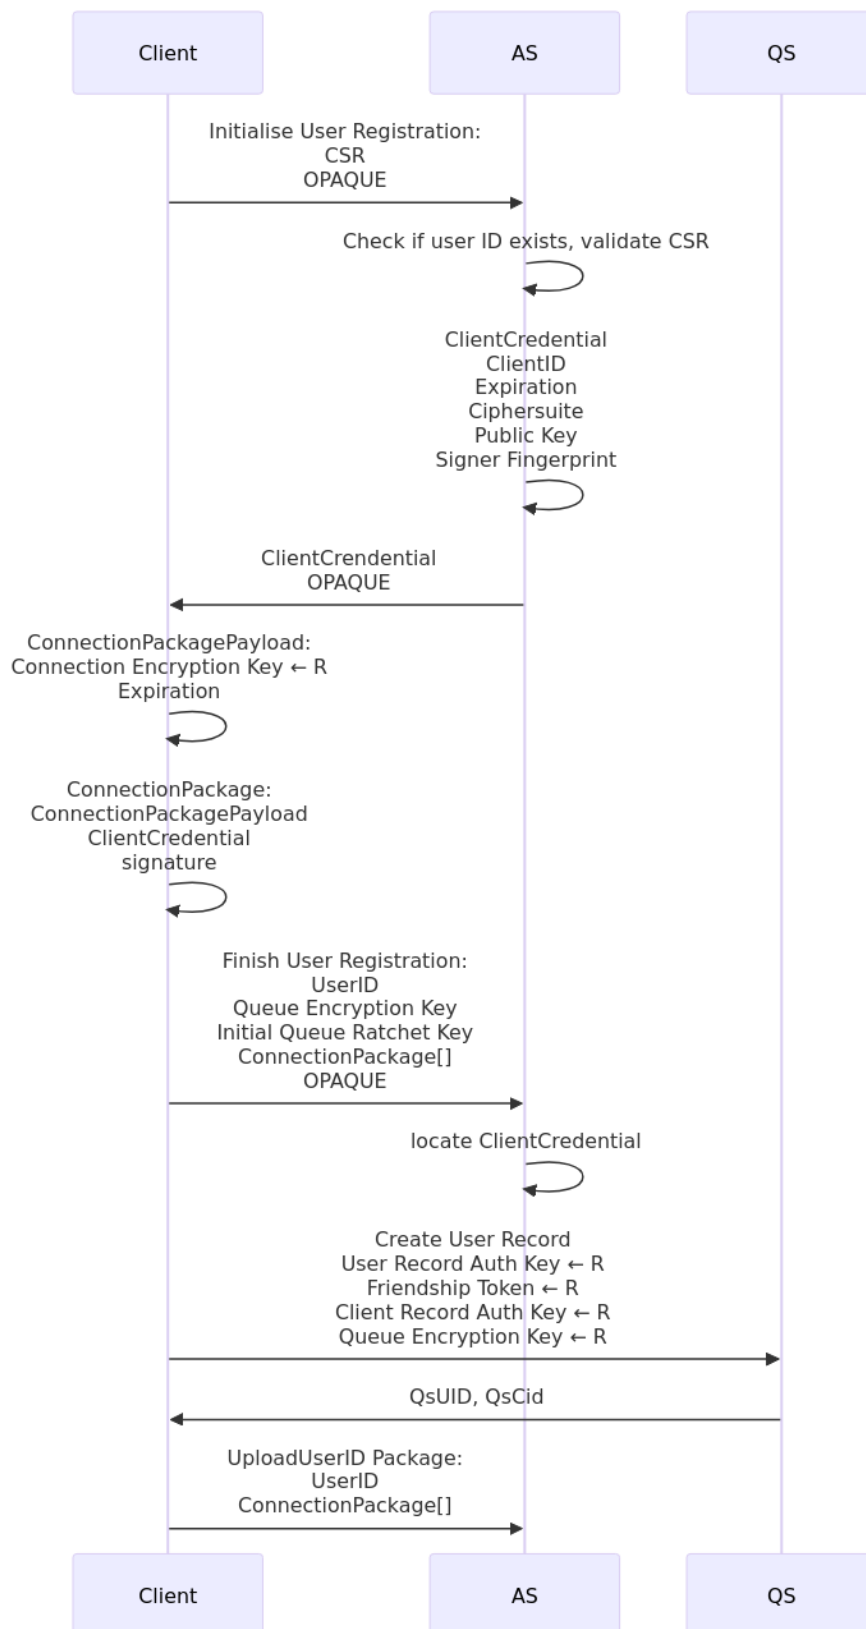 Client
AS
QS
Initialise User Registration:
CSR
OPAQUE
Check if user ID exists, validate CSR
ClientCredential
ClientID
Expiration
Ciphersuite
Public Key
Signer Fingerprint
ClientCrendential
OPAQUE
ConnectionPackagePayload:
Connection Encryption Key ← R
Expiration
ConnectionPackage:
ConnectionPackagePayload
ClientCredential
signature
Finish User Registration:
UserID
Queue Encryption Key
Initial Queue Ratchet Key
ConnectionPackage[]
OPAQUE
locate ClientCredential
Create User Record
User Record Auth Key ← R
Friendship Token ← R
Client Record Auth Key ← R
Queue Encryption Key ← R
QsUID, QsCid
UploadUserID Package:
UserID
ConnectionPackage[]
Client
AS
QS